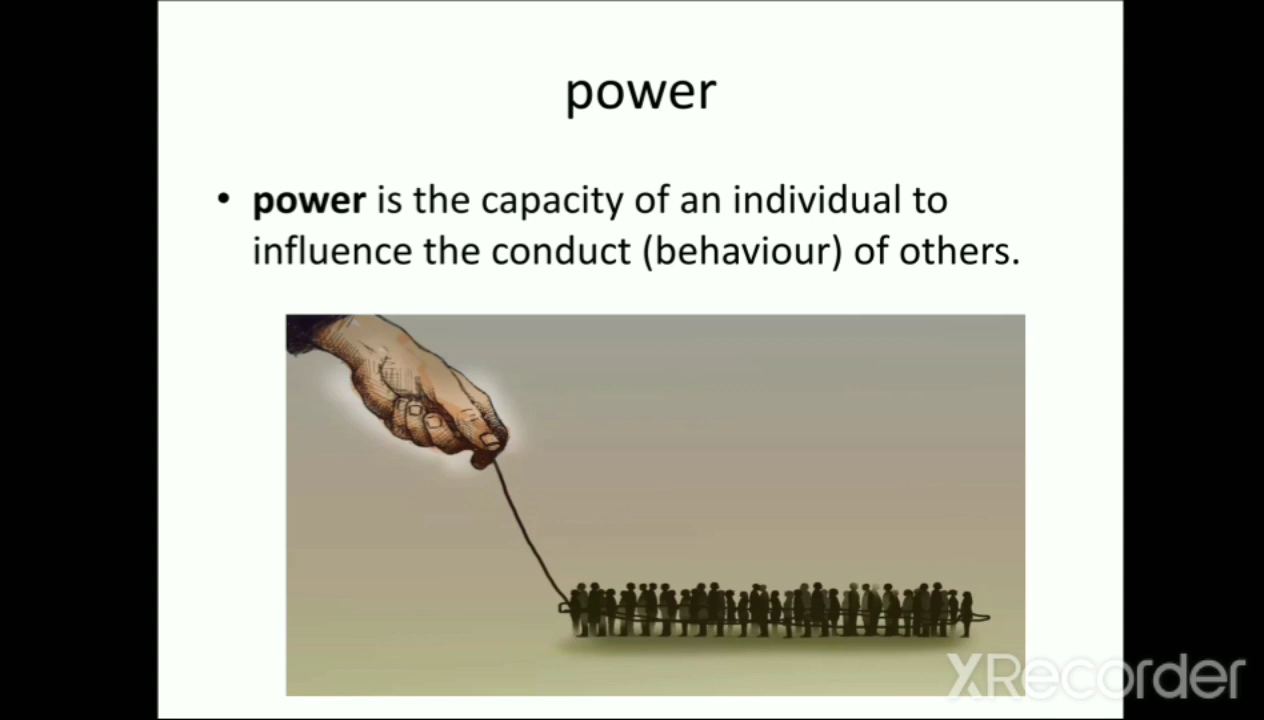 power
• power is the capacity of an individual to
influence the conduct (behaviour) of others.
XRecorder